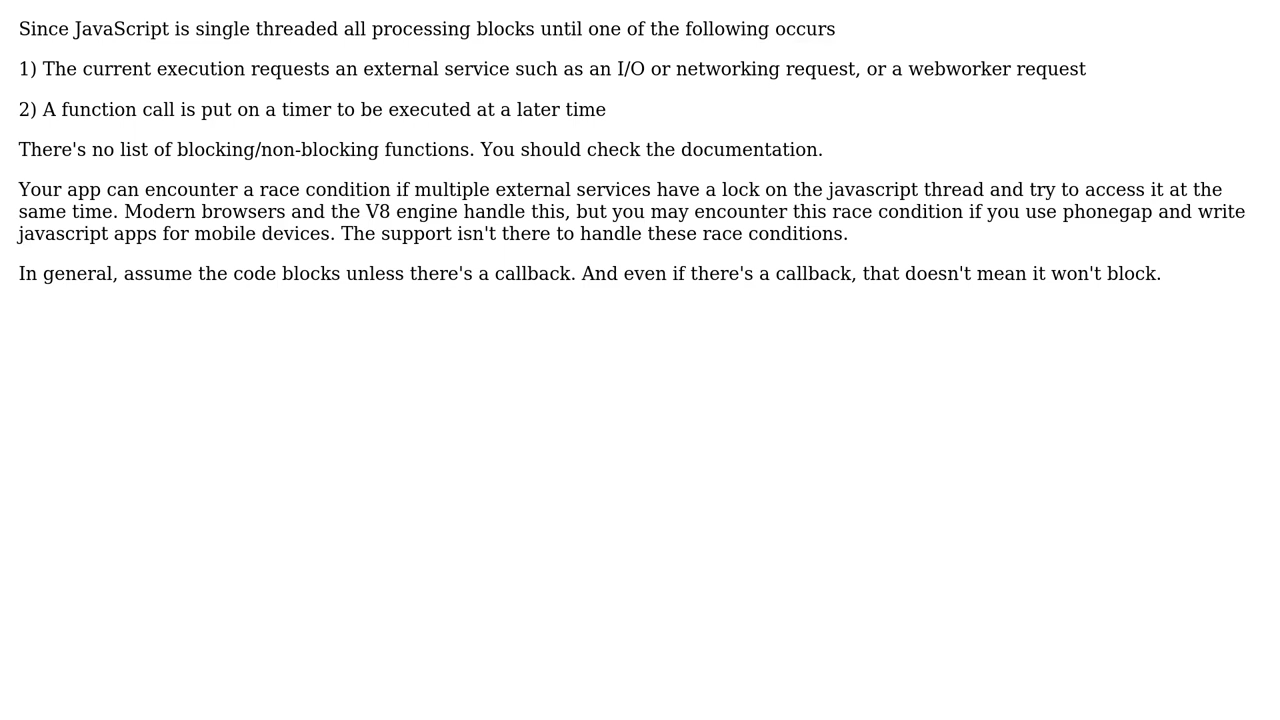 Since JavaScript is single threaded all processing blocks until one of the following occurs
1) The current execution requests an external service such as an I/O or networking request, or a webworker request
2) A function call is put on a timer to be executed at a later time
There's no list of blocking/non-blocking functions. You should check the documentation.
Your app can encounter a race condition if multiple external services have a lock on the javascript thread and try to access it at the
same time. Modern browsers and the V8 engine handle this, but you may encounter this race condition if you use phonegap and write
javascript apps for mobile devices. The support isn't there to handle these race conditions.
In general, assume the code blocks unless there's a callback. And even if there's a callback, that doesn't mean it won't block.